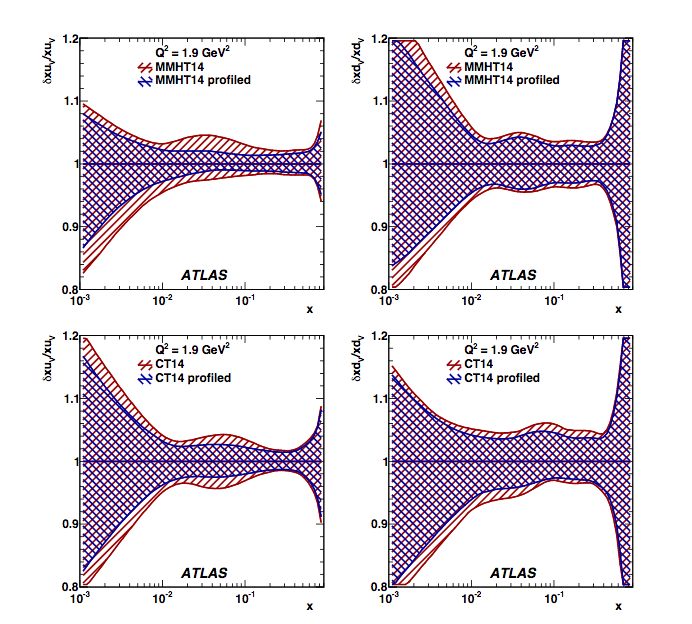 δxu_V/xu_V
1.2
1.1
1
0.9
0.8
Q² = 1.9 GeV²
MMHT14
MMHT14 profiled
ATLAS
10⁻³
10⁻²
10⁻¹
x
δxd_V/xd_V
1.2
1.1
1
0.9
0.8
Q² = 1.9 GeV²
MMHT14
MMHT14 profiled
ATLAS
10⁻³
10⁻²
10⁻¹
x
δxu_V/xu_V
1.2
1.1
1
0.9
0.8
Q² = 1.9 GeV²
CT14
CT14 profiled
ATLAS
10⁻³
10⁻²
10⁻¹
x
δxd_V/xd_V
1.2
1.1
1
0.9
0.8
Q² = 1.9 GeV²
CT14
CT14 profiled
ATLAS
10⁻³
10⁻²
10⁻¹
x